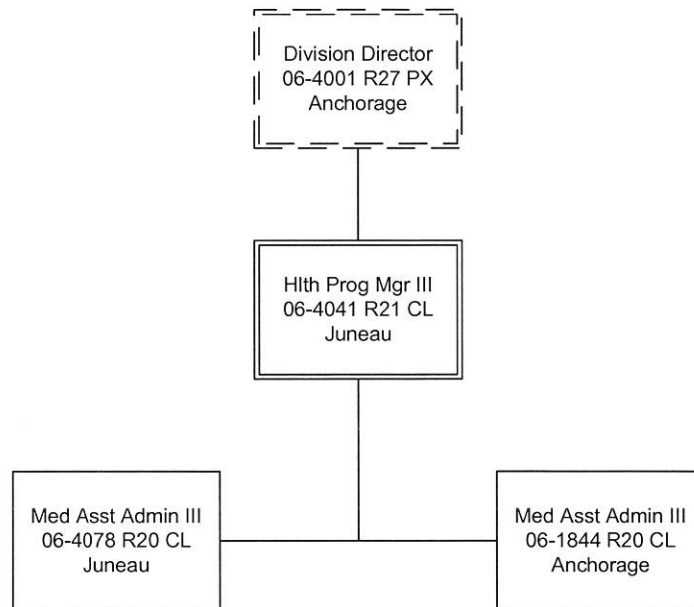 Division Director
06-4001 R27 PX
Anchorage
Hlth Prog Mgr III
06-4041 R21 CL
Juneau
Med Asst Admin III
06-4078 R20 CL
Juneau
Med Asst Admin III
06-1844 R20 CL
Anchorage